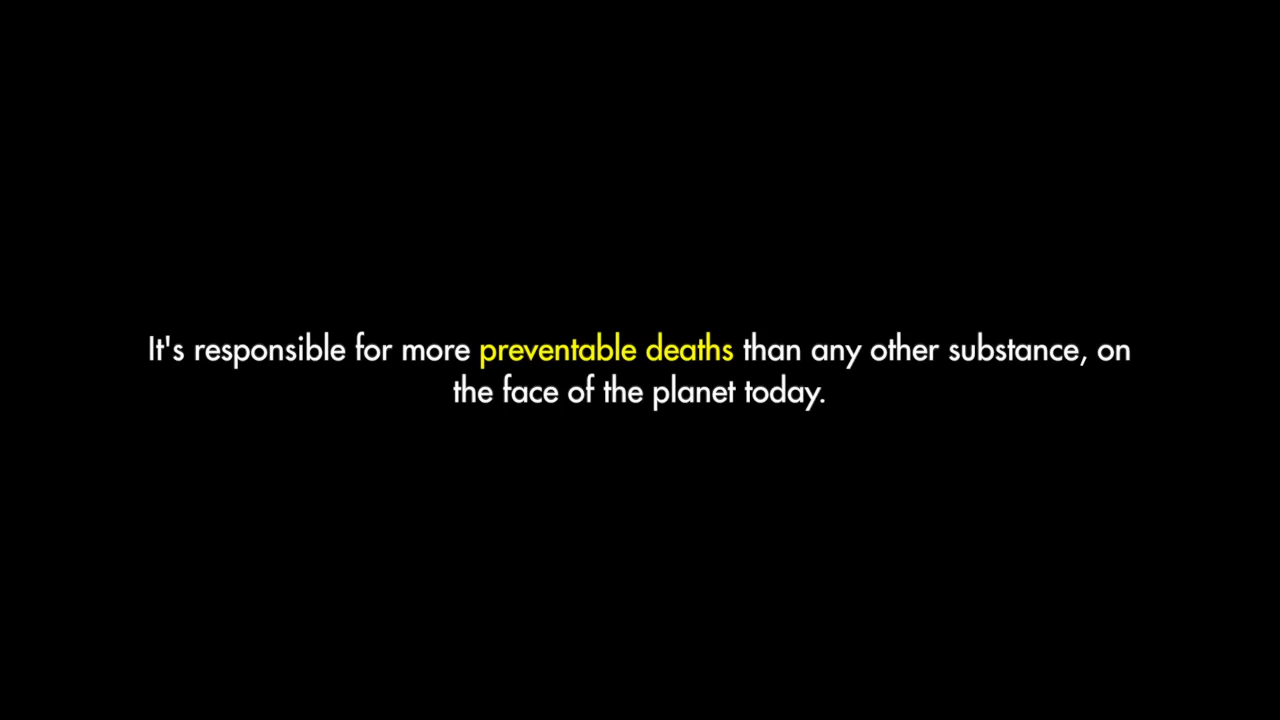 It's responsible for more preventable deaths than any other substance, on
the face of the planet today.